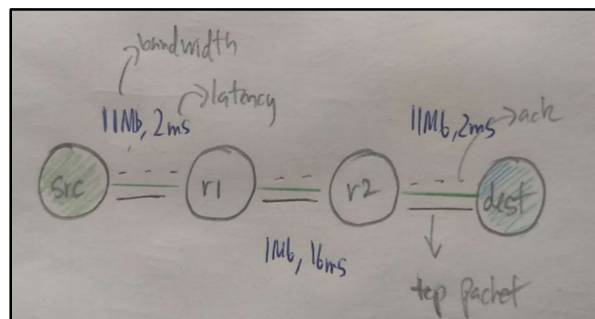 bandwidth
latency
11Mb, 2ms
11Mb, 2ms
ack
src
r1
r2
dest
1Mb, 16ms
tcp packet